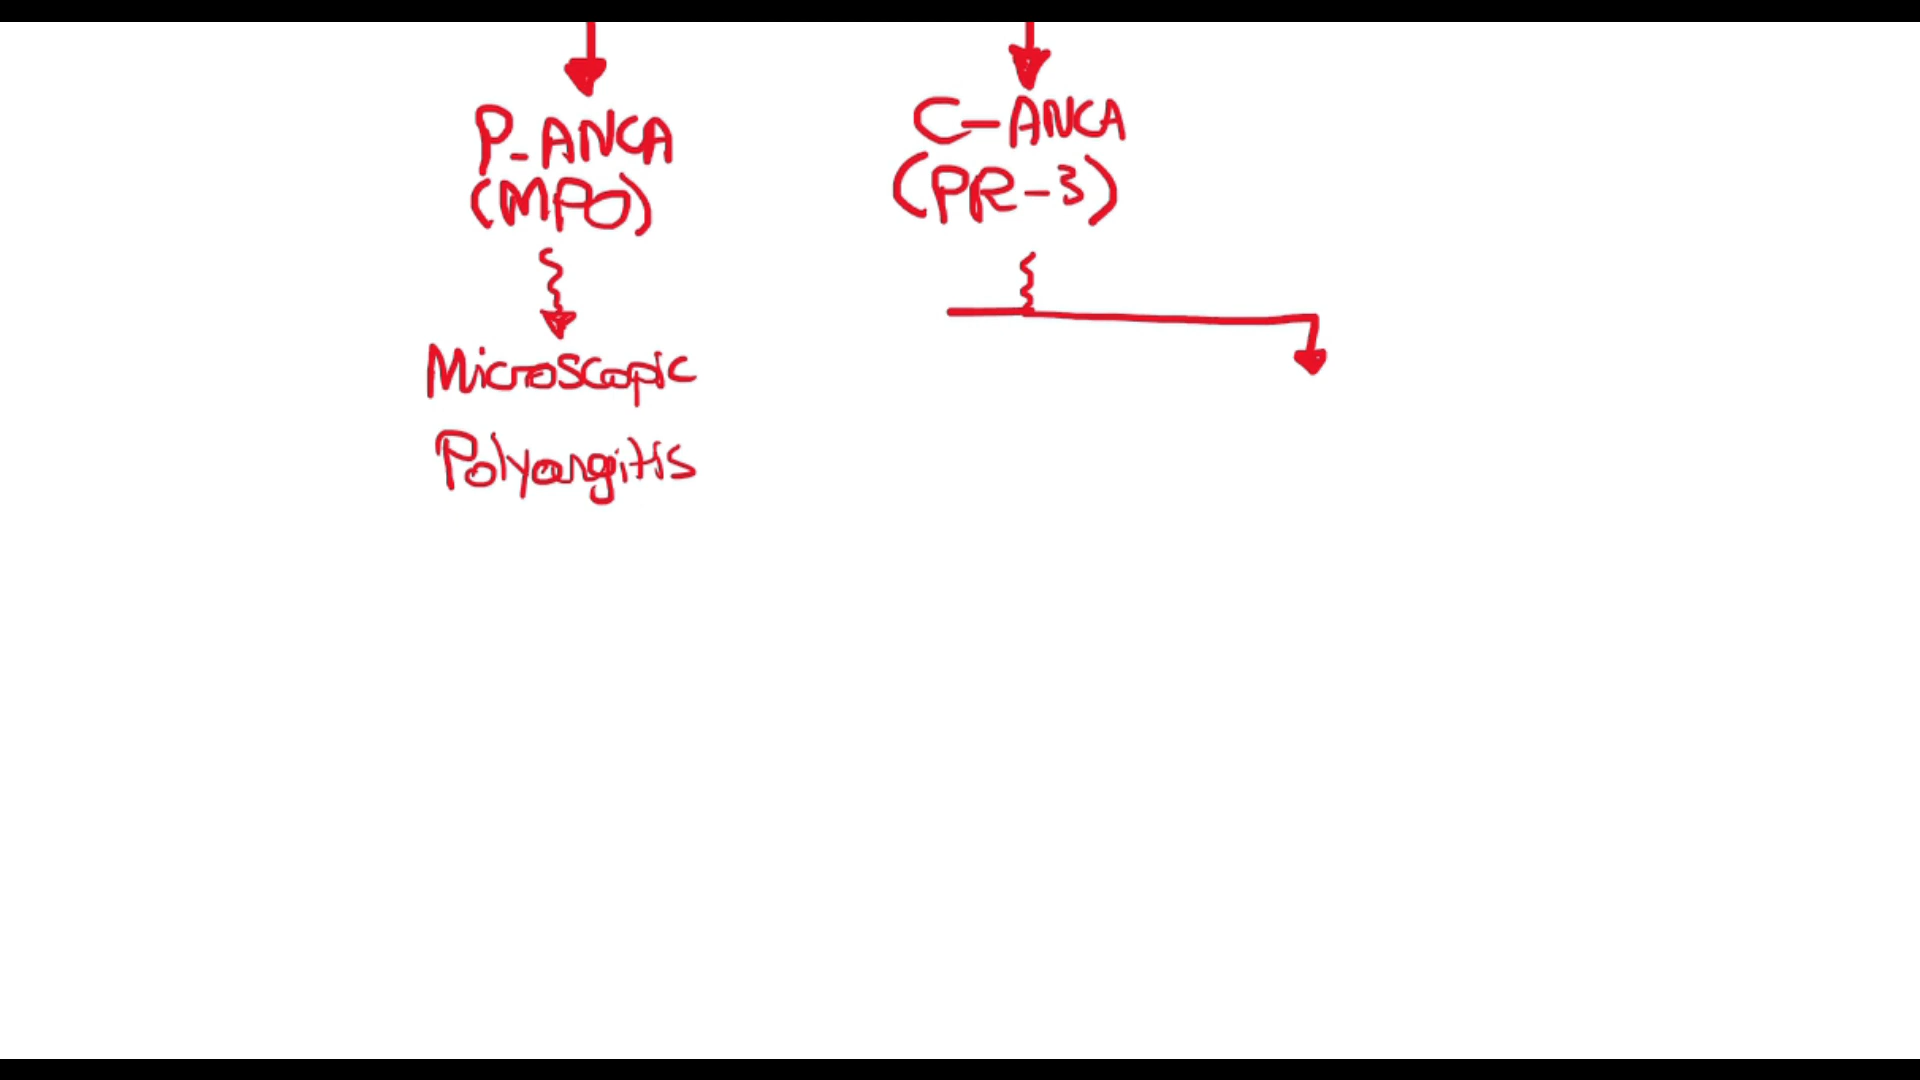 P-ANCA
(MPO)
C-ANCA
(PR-3)
Microscopic
Polyangitis